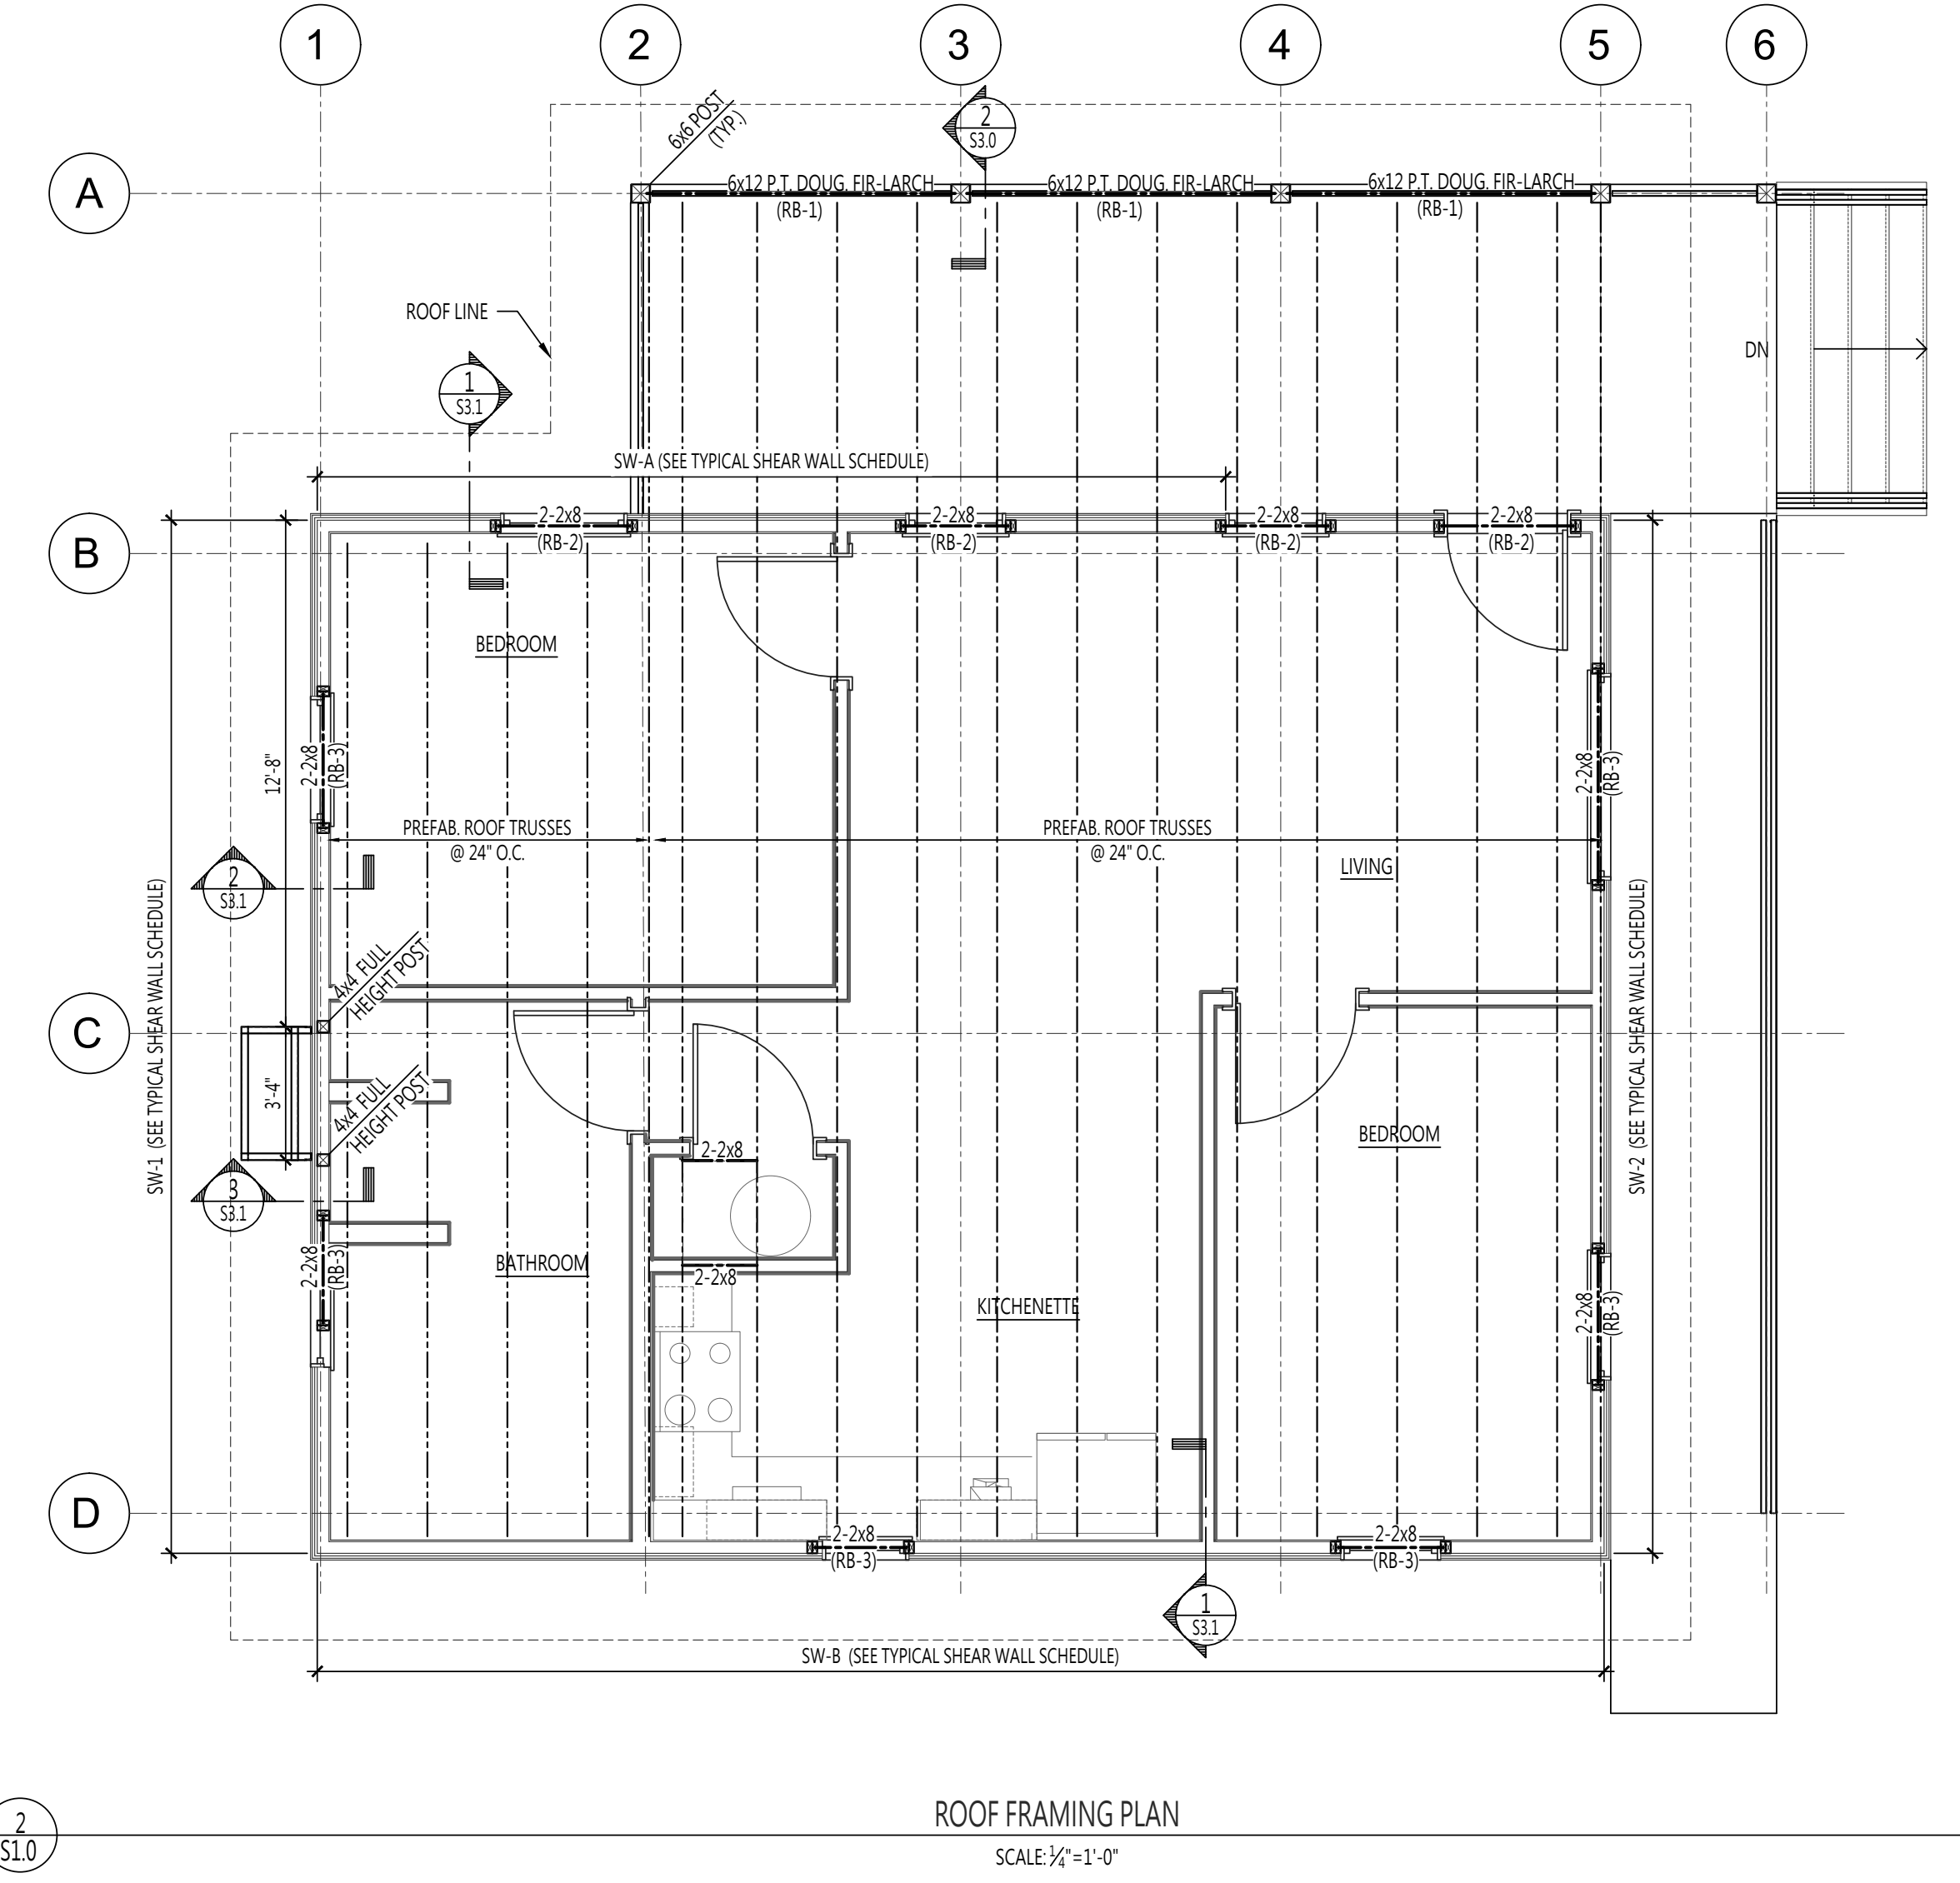 1
2
3
4
5
6
A
B
C
D
6x6 POST
(TYP.)
2
S3.0
6x12 P.T. DOUG. FIR-LARCH
(RB-1)
6x12 P.T. DOUG. FIR-LARCH
(RB-1)
6x12 P.T. DOUG. FIR-LARCH
(RB-1)
ROOF LINE
DN
1
S3.1
SW-A (SEE TYPICAL SHEAR WALL SCHEDULE)
2-2x8
(RB-2)
2-2x8
(RB-2)
2-2x8
(RB-2)
2-2x8
(RB-2)
BEDROOM
12'-8"
2-2x8
(RB-3)
2-2x8
(RB-3)
PREFAB. ROOF TRUSSES
@ 24" O.C.
PREFAB. ROOF TRUSSES
@ 24" O.C.
LIVING
2
S3.1
SW-1 (SEE TYPICAL SHEAR WALL SCHEDULE)
SW-2 (SEE TYPICAL SHEAR WALL SCHEDULE)
4x4 FULL
HEIGHT POST
3'-4"
4x4 FULL
HEIGHT POST
BEDROOM
2-2x8
3
S3.1
2-2x8
(RB-3)
BATHROOM
2-2x8
KITCHENETTE
2-2x8
(RB-3)
2-2x8
(RB-3)
2-2x8
(RB-3)
1
S3.1
SW-B (SEE TYPICAL SHEAR WALL SCHEDULE)
2
S1.0
ROOF FRAMING PLAN
SCALE: 1/4"=1'-0"